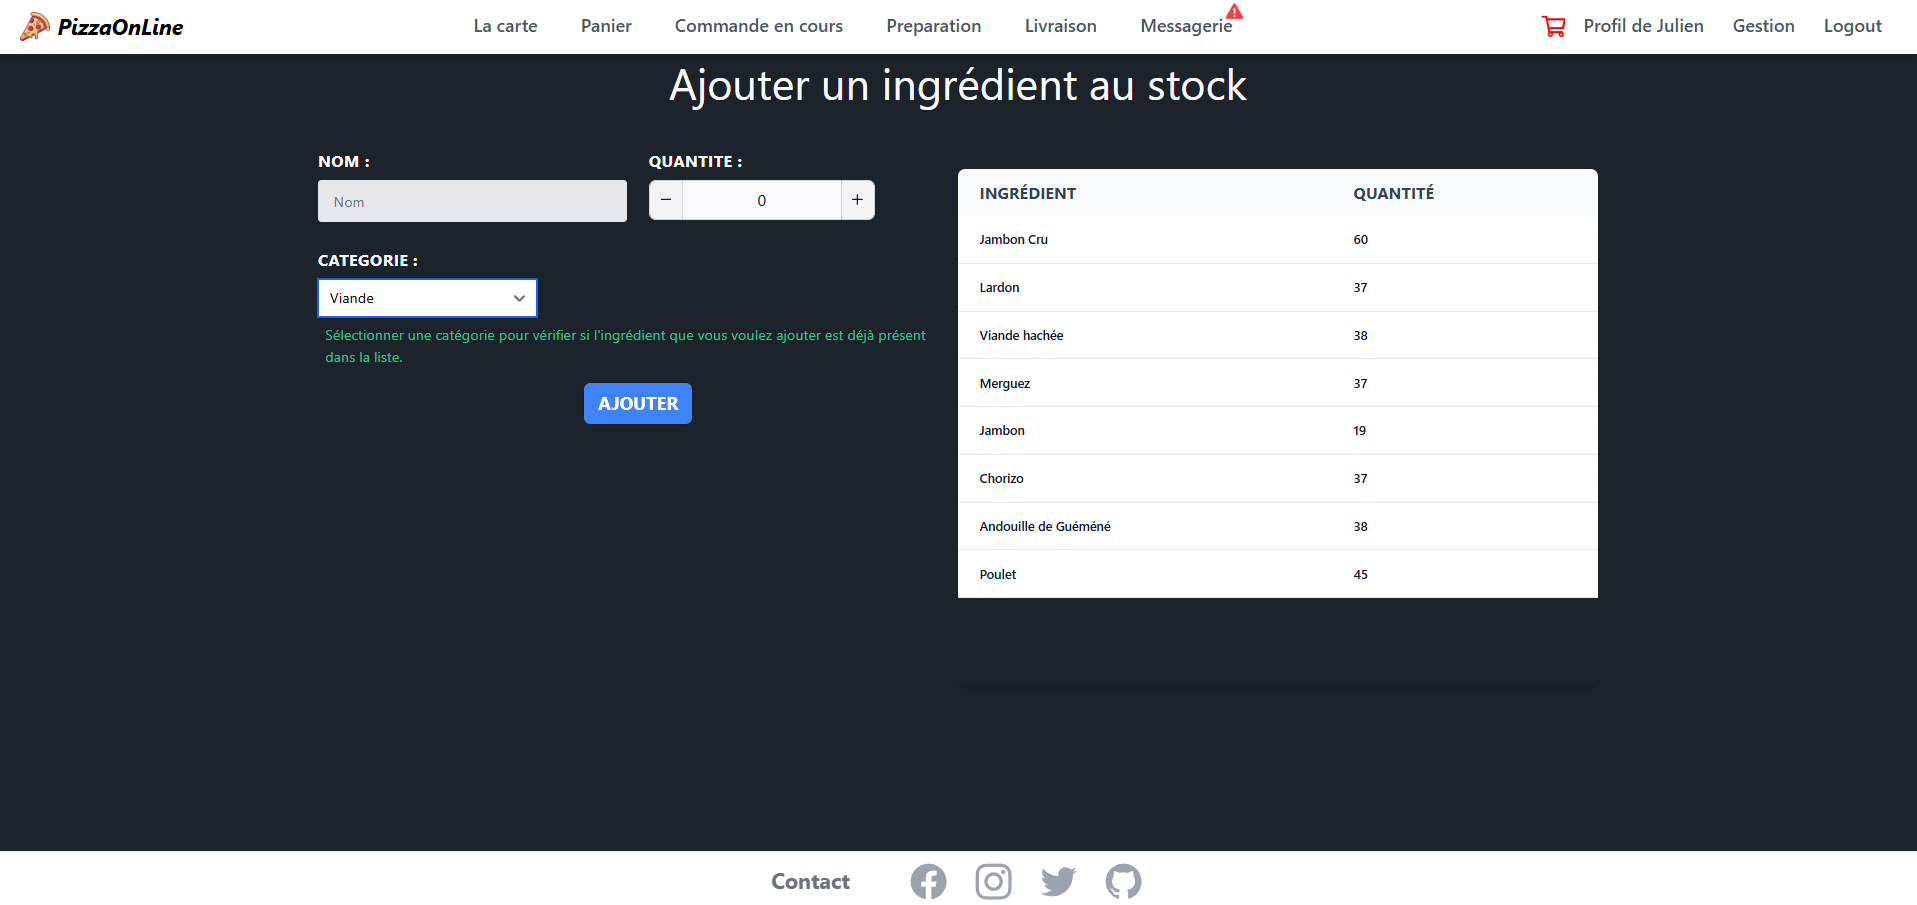 PizzaOnLine La carte Panier Commande en cours Preparation Livraison Messagerie Profil de Julien Gestion Logout
Ajouter un ingrédient au stock
NOM : QUANTITE :
Nom − 0 +
CATEGORIE :
Viande
Sélectionner une catégorie pour vérifier si l'ingrédient que vous voulez ajouter est déjà présent
dans la liste.
AJOUTER
INGRÉDIENT QUANTITÉ
Jambon Cru 60
Lardon 37
Viande hachée 38
Merguez 37
Jambon 19
Chorizo 37
Andouille de Guéméné 38
Poulet 45
Contact